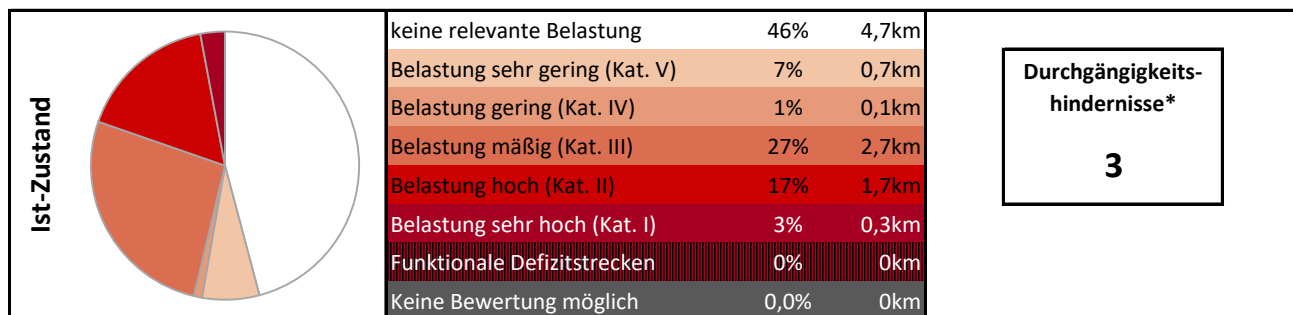 Ist-Zustand
keine relevante Belastung 46% 4,7km
Belastung sehr gering (Kat. V) 7% 0,7km
Belastung gering (Kat. IV) 1% 0,1km
Belastung mäßig (Kat. III) 27% 2,7km
Belastung hoch (Kat. II) 17% 1,7km
Belastung sehr hoch (Kat. I) 3% 0,3km
Funktionale Defizitstrecken 0% 0km
Keine Bewertung möglich 0,0% 0km
Durchgängigkeits-
hindernisse*
3